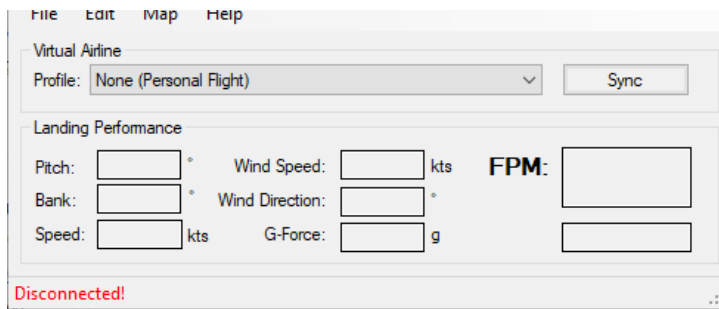 File Edit Map Help
Virtual Airline
Profile: None (Personal Flight) Sync
Landing Performance
Pitch: ° Wind Speed: kts FPM:
Bank: ° Wind Direction: °
Speed: kts G-Force: g
Disconnected!